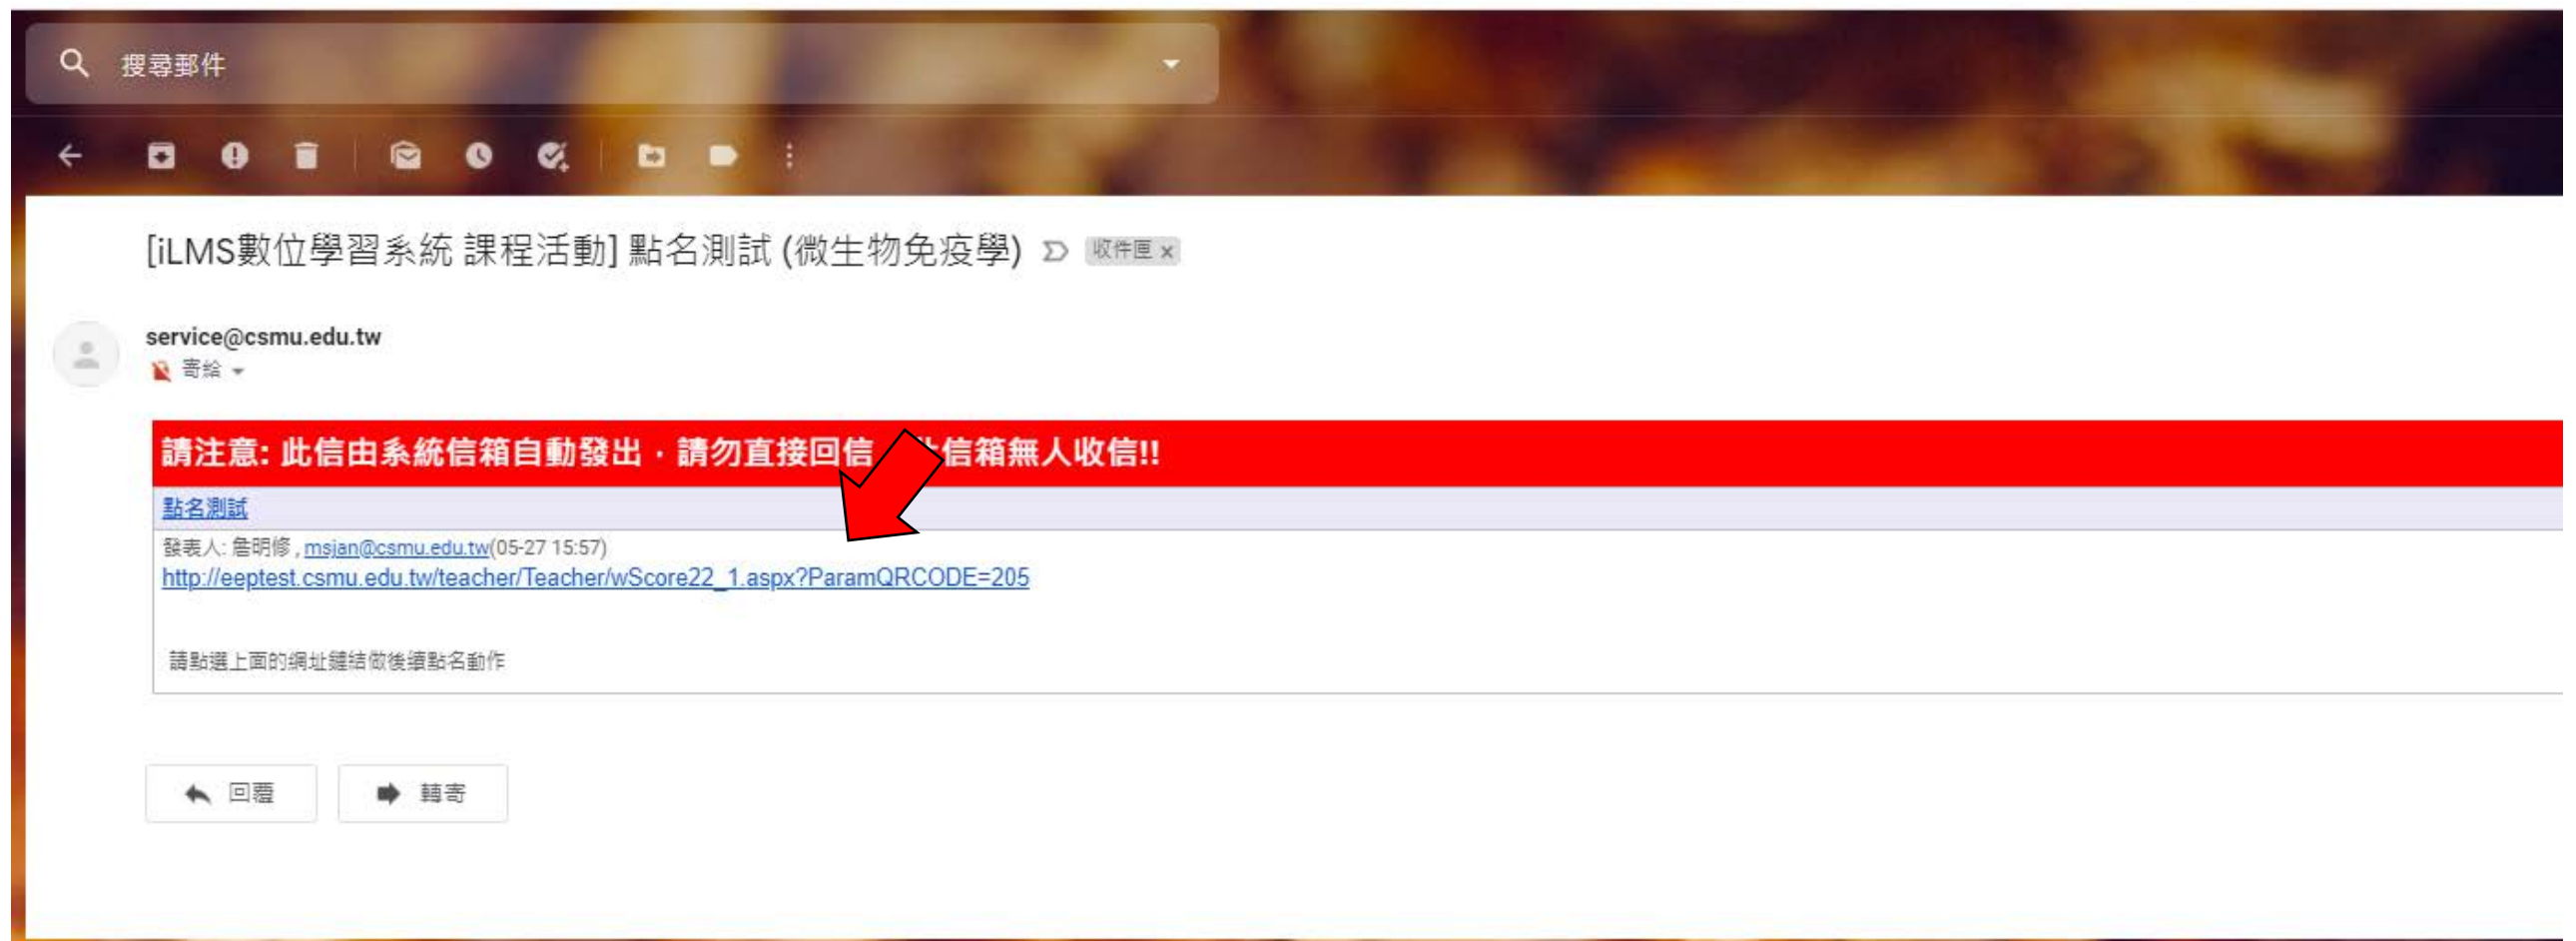 搜尋郵件
[iLMS數位學習系統 課程活動] 點名測試 (微生物免疫學) 收件匣 x
service@csmu.edu.tw
寄給
請注意: 此信由系統信箱自動發出，請勿直接回信 信箱無人收信!!
點名測試
發表人: 詹明修 , msjan@csmu.edu.tw(05-27 15:57)
http://eeptest.csmu.edu.tw/teacher/Teacher/wScore22_1.aspx?ParamQRCODE=205
請點選上面的網址鏈結做後續點名動作
回覆 轉寄